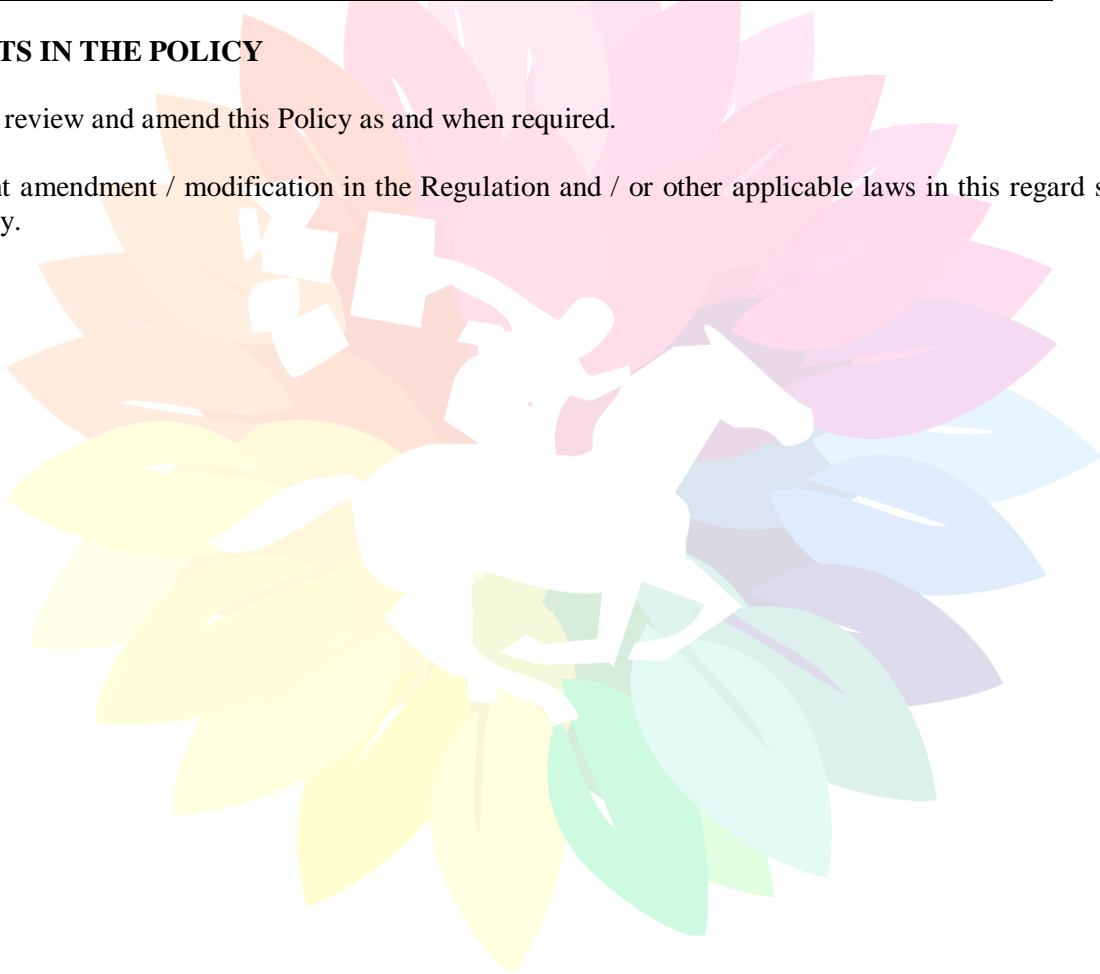 TS IN THE POLICY
review and amend this Policy as and when required.
t amendment / modification in the Regulation and / or other applicable laws in this regard s
y.